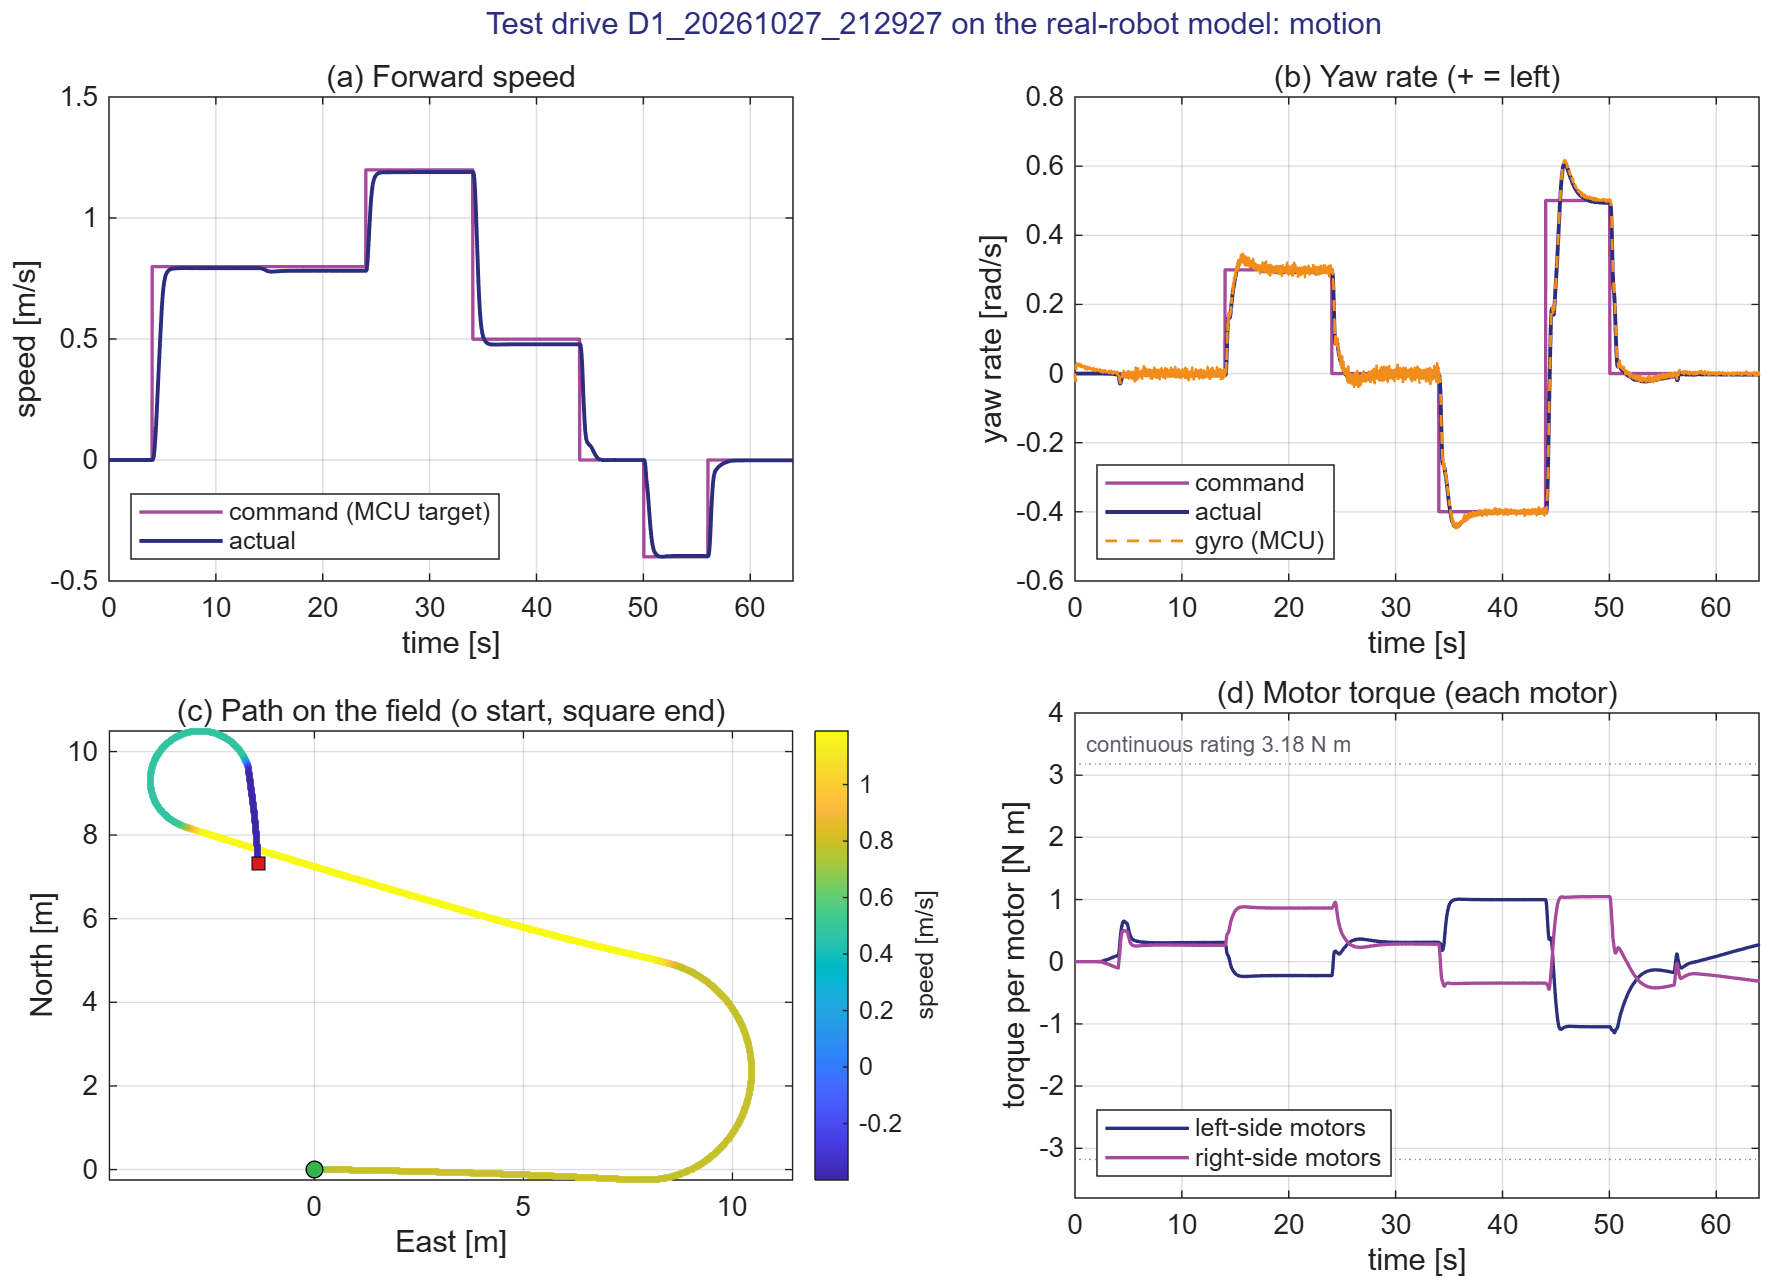 Test drive D1_20261027_212927 on the real-robot model: motion
(a) Forward speed
1.5
1
0.5
0
-0.5
speed [m/s]
command (MCU target)
actual
0 10 20 30 40 50 60
time [s]
(b) Yaw rate (+ = left)
0.8
0.6
0.4
0.2
0
-0.2
-0.4
-0.6
yaw rate [rad/s]
command
actual
gyro (MCU)
0 10 20 30 40 50 60
time [s]
(c) Path on the field (o start, square end)
10
8
6
4
2
0
North [m]
0 5 10
East [m]
1
0.8
0.6
0.4
0.2
0
-0.2
speed [m/s]
(d) Motor torque (each motor)
continuous rating 3.18 N m
4
3
2
1
0
-1
-2
-3
torque per motor [N m]
left-side motors
right-side motors
0 10 20 30 40 50 60
time [s]